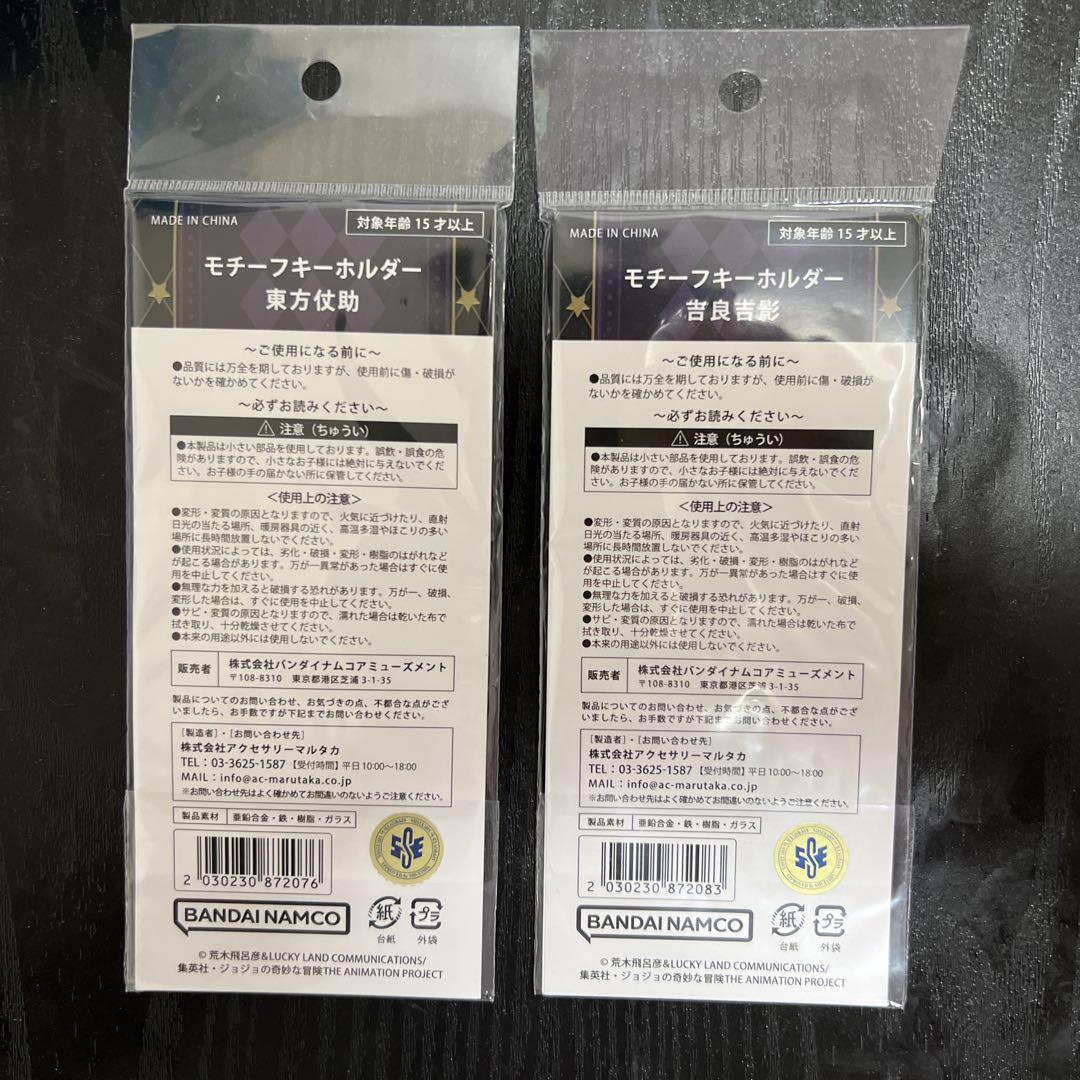 MADE IN CHINA
対象年齢 15 才以上
モチーフキーホルダー
東方仗助
～ご使用になる前に～
●品質には万全を期しておりますが、使用前に傷・破損が
ないかを確かめてください。
～必ずお読みください～
⚠ 注意（ちゅうい）
●本製品は小さい部品を使用しております。誤飲・誤食の危
険がありますので、小さなお子様には絶対に与えないでくだ
さい。お子様の手の届かない所に保管してください。
＜使用上の注意＞
●変形・変質の原因となりますので、火気に近づけたり、直射
日光の当たる場所、暖房器具の近く、高温多湿やほこりの多い
場所に長時間放置しないでください。
●使用状況によっては、劣化・破損・変形・樹脂のはがれなど
が起こる場合があります。万が一異常があった場合はすぐに使
用を中止してください。
●無理な力を加えると破損する恐れがあります。万が一、破損、
変形した場合は、すぐに使用を中止してください。
●サビ・変質の原因となりますので、濡れた場合は乾いた布で
拭き取り、十分乾燥させてください。
●本来の用途以外には使用しないでください。
販売者
株式会社バンダイナムコアミューズメント
〒108-8310 東京都港区芝浦 3-1-35
製品についてのお問い合わせ、お気づきの点、不都合な点がござ
いましたら、お手数ですが下記までお問い合わせください。
［製造者］・［お問い合わせ先］
株式会社アクセサリーマルタカ
TEL：03-3625-1587 【受付時間】平日 10:00～18:00
MAIL：info@ac-marutaka.co.jp
※お問い合わせ先はよく確かめてお間違いのないようご注意ください。
製品素材 亜鉛合金・鉄・樹脂・ガラス
2 030230 872076
SSE
BANDAI NAMCO
紙
台紙
プラ
外袋
© 荒木飛呂彦&LUCKY LAND COMMUNICATIONS/
集英社・ジョジョの奇妙な冒険THE ANIMATION PROJECT
MADE IN CHINA
対象年齢 15 才以上
モチーフキーホルダー
吉良吉影
～ご使用になる前に～
●品質には万全を期しておりますが、使用前に傷・破損が
ないかを確かめてください。
～必ずお読みください～
⚠ 注意（ちゅうい）
●本製品は小さい部品を使用しております。誤飲・誤食の危
険がありますので、小さなお子様には絶対に与えないでくだ
さい。お子様の手の届かない所に保管してください。
＜使用上の注意＞
●変形・変質の原因となりますので、火気に近づけたり、直射
日光の当たる場所、暖房器具の近く、高温多湿やほこりの多い
場所に長時間放置しないでください。
●使用状況によっては、劣化・破損・変形・樹脂のはがれなど
が起こる場合があります。万が一異常があった場合はすぐに使
用を中止してください。
●無理な力を加えると破損する恐れがあります。万が一、破損、
変形した場合は、すぐに使用を中止してください。
●サビ・変質の原因となりますので、濡れた場合は乾いた布で
拭き取り、十分乾燥させてください。
●本来の用途以外には使用しないでください。
販売者
株式会社バンダイナムコアミューズメント
〒108-8310 東京都港区芝浦 3-1-35
製品についてのお問い合わせ、お気づきの点、不都合な点がござ
いましたら、お手数ですが下記までお問い合わせください。
［製造者］・［お問い合わせ先］
株式会社アクセサリーマルタカ
TEL：03-3625-1587 【受付時間】平日 10:00～18:00
MAIL：info@ac-marutaka.co.jp
※お問い合わせ先はよく確かめてお間違いのないようご注意ください。
製品素材 亜鉛合金・鉄・樹脂・ガラス
2 030230 872083
SSE
BANDAI NAMCO
紙
台紙
プラ
外袋
© 荒木飛呂彦&LUCKY LAND COMMUNICATIONS/
集英社・ジョジョの奇妙な冒険THE ANIMATION PROJECT